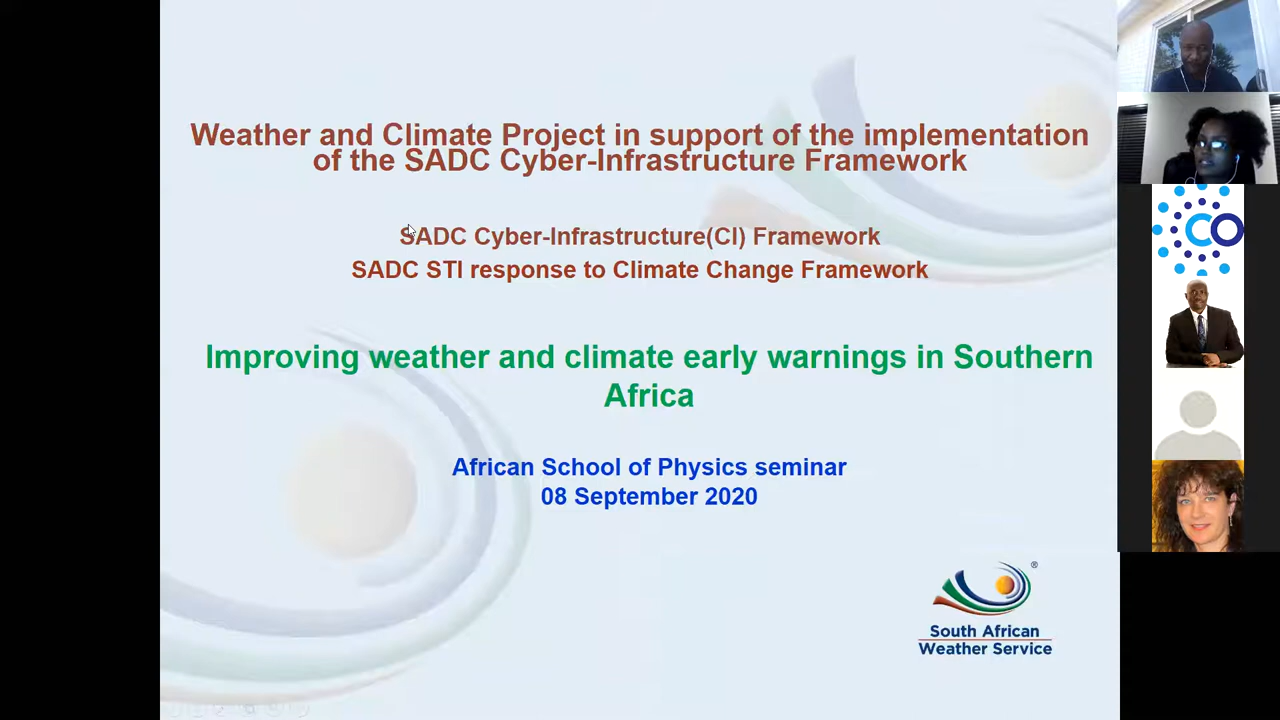 Weather and Climate Project in support of the implementation
of the SADC Cyber-Infrastructure Framework
SADC Cyber-Infrastructure(CI) Framework
SADC STI response to Climate Change Framework
Improving weather and climate early warnings in Southern
Africa
African School of Physics seminar
08 September 2020
®
South African
Weather Service
CO